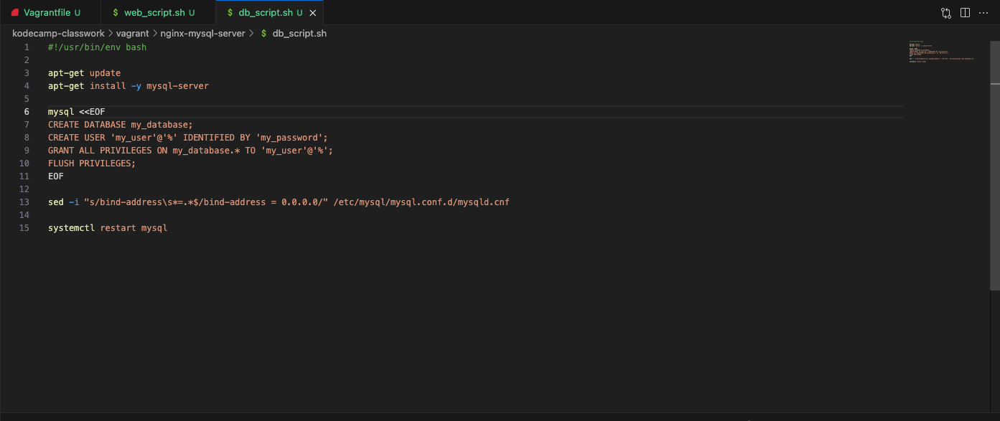 Vagrantfile U
$ web_script.sh U
$ db_script.sh U
kodecamp-classwork > vagrant > nginx-mysql-server > $ db_script.sh
1 #!/usr/bin/env bash
2
3 apt-get update
4 apt-get install -y mysql-server
5
6 mysql <<EOF
7 CREATE DATABASE my_database;
8 CREATE USER 'my_user'@'%' IDENTIFIED BY 'my_password';
9 GRANT ALL PRIVILEGES ON my_database.* TO 'my_user'@'%';
10 FLUSH PRIVILEGES;
11 EOF
12
13 sed -i "s/bind-address\s*=.*$/bind-address = 0.0.0.0/" /etc/mysql/mysql.conf.d/mysqld.cnf
14
15 systemctl restart mysql